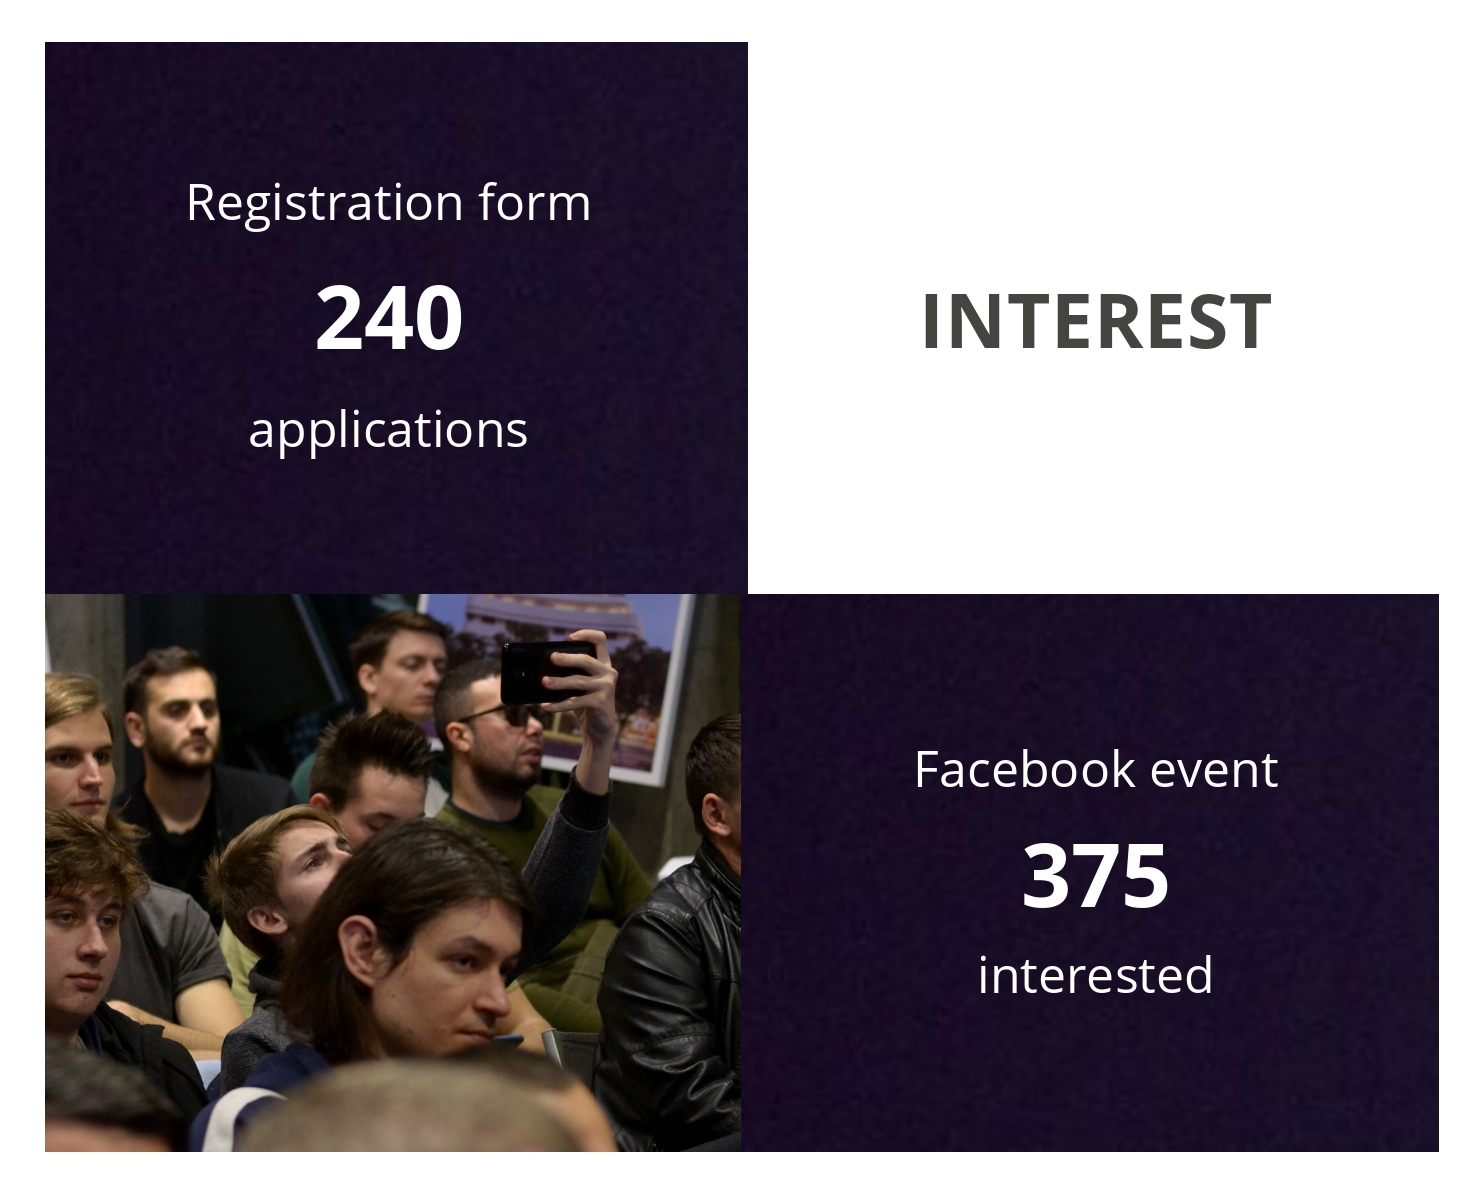 Registration form
240
applications
INTEREST
Facebook event
375
interested